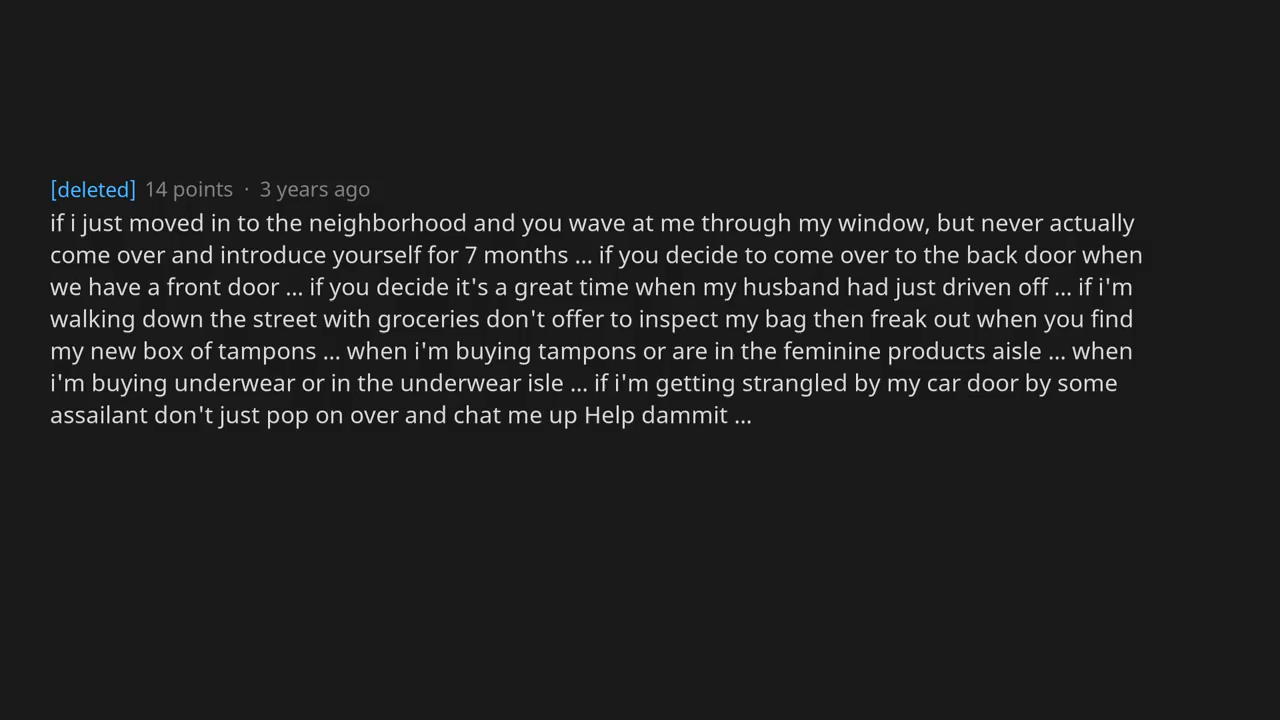 [deleted] 14 points · 3 years ago
if i just moved in to the neighborhood and you wave at me through my window, but never actually
come over and introduce yourself for 7 months ... if you decide to come over to the back door when
we have a front door ... if you decide it's a great time when my husband had just driven off ... if i'm
walking down the street with groceries don't offer to inspect my bag then freak out when you find
my new box of tampons ... when i'm buying tampons or are in the feminine products aisle ... when
i'm buying underwear or in the underwear isle ... if i'm getting strangled by my car door by some
assailant don't just pop on over and chat me up Help dammit ...